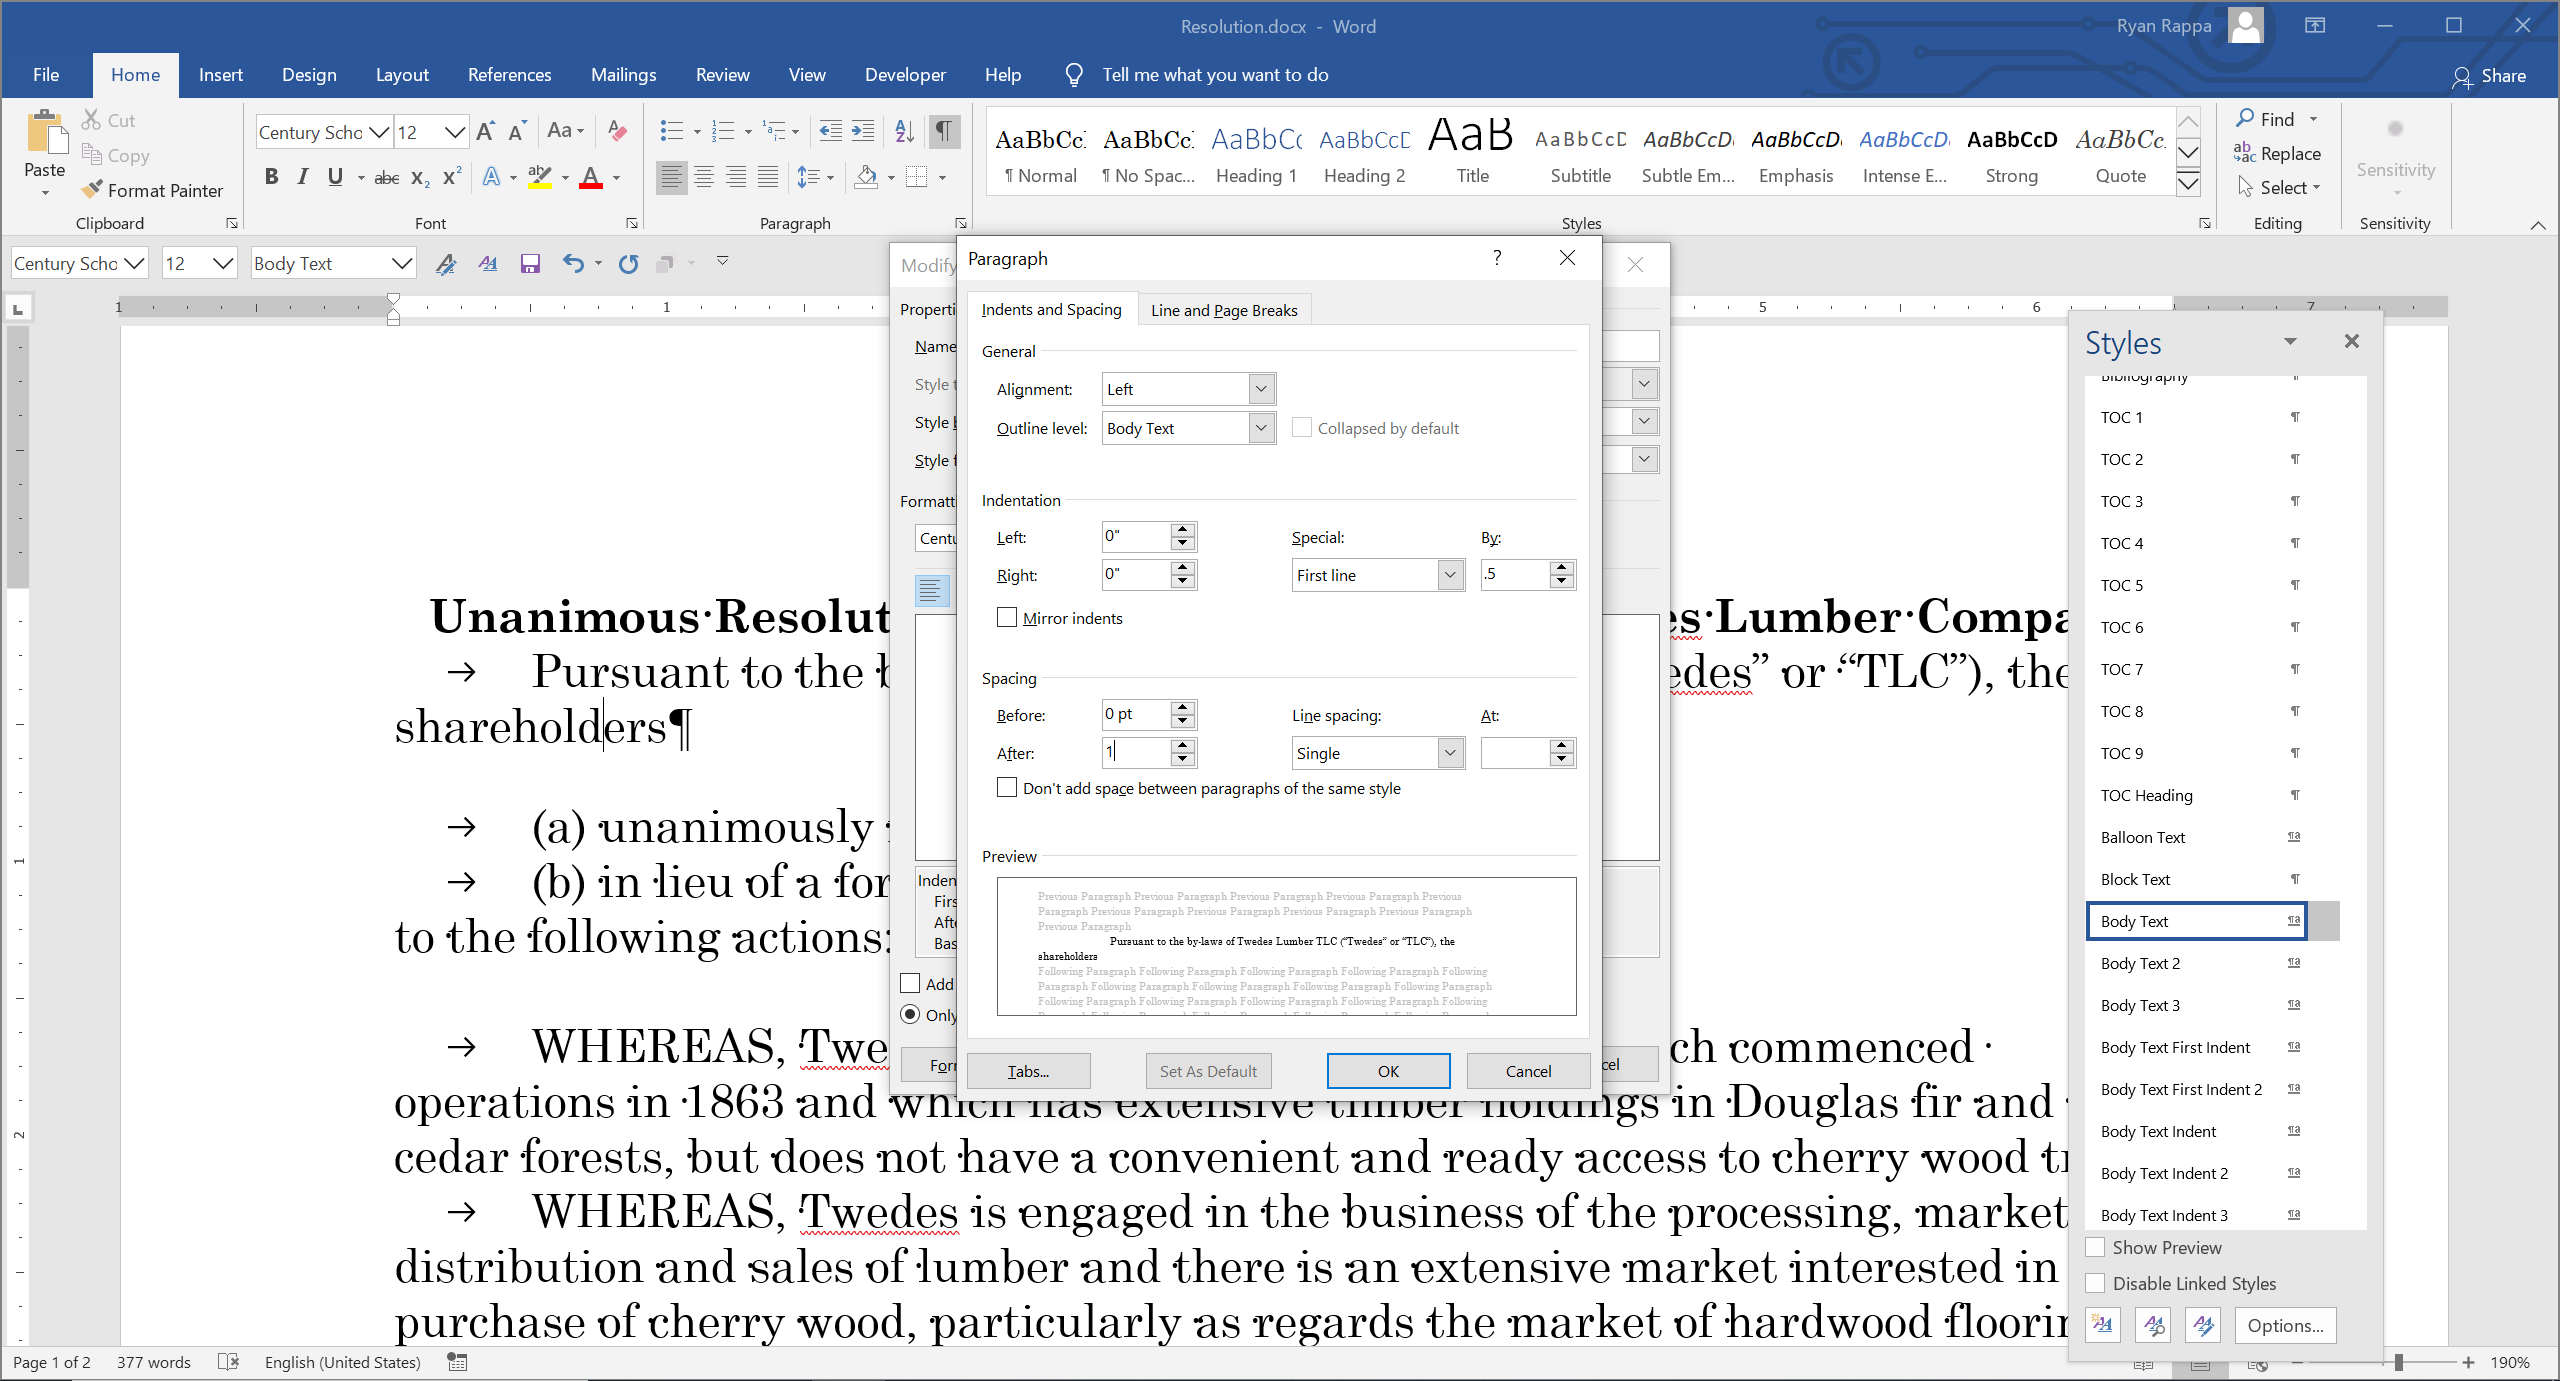 Resolution.docx - Word
Ryan Rappa
File Home Insert Design Layout References Mailings Review View Developer Help Tell me what you want to do Share
Paste
Cut
Copy
Format Painter
Clipboard
Century Scho 12 Aa
B I U abc x₂ x² A ab A
Font
Paragraph
AaBbCc AaBbCc AaBbCc AaBbCcD AaB AaBbCcD AaBbCcD AaBbCcD AaBbCcD AaBbCcD AaBbCc
¶ Normal ¶ No Spac... Heading 1 Heading 2 Title Subtitle Subtle Em... Emphasis Intense E... Strong Quote
Styles
Find
Replace
Select
Editing
Sensitivity
Sensitivity
Century Scho 12 Body Text
1 1 5 6 7
Modify
Properti
Name
Style t
Style b
Style f
Formatt
Centu
Inden
Firs
Afte
Bas
Add
Only
Forn
cel
Paragraph ?
Indents and Spacing Line and Page Breaks
General
Alignment: Left
Outline level: Body Text Collapsed by default
Indentation
Left: 0" Special: By:
Right: 0" First line .5
Mirror indents
Spacing
Before: 0 pt Line spacing: At:
After: 1 Single
Don't add space between paragraphs of the same style
Preview
Previous Paragraph Previous Paragraph Previous Paragraph Previous Paragraph Previous
Paragraph Previous Paragraph Previous Paragraph Previous Paragraph Previous Paragraph
Previous Paragraph
Pursuant to the by-laws of Twedes Lumber TLC (“Twedes” or “TLC”), the
shareholders
Following Paragraph Following Paragraph Following Paragraph Following Paragraph Following
Paragraph Following Paragraph Following Paragraph Following Paragraph Following Paragraph
Following Paragraph Following Paragraph Following Paragraph Following Paragraph Following
Tabs... Set As Default OK Cancel
Unanimous·Resolut es·Lumber·Compa
→ Pursuant·to·the·b edes”·or·“TLC”),·the
shareholders¶
→ (a)·unanimously·
→ (b)·in·lieu·of·a·for
to·the·following·actions:
→ WHEREAS,·Twe ch·commenced·
operations·in·1863·and·which·has·extensive·timber·holdings·in·Douglas·fir·and·
cedar·forests,·but·does·not·have·a·convenient·and·ready·access·to·cherry·wood·tr
→ WHEREAS,·Twedes·is·engaged·in·the·business·of·the·processing,·market
distribution·and·sales·of·lumber·and·there·is·an·extensive·market·interested·in
purchase·of·cherry·wood,·particularly·as·regards·the·market·of·hardwood·floorin
1
2
Styles
Bibliography ¶
TOC 1 ¶
TOC 2 ¶
TOC 3 ¶
TOC 4 ¶
TOC 5 ¶
TOC 6 ¶
TOC 7 ¶
TOC 8 ¶
TOC 9 ¶
TOC Heading ¶
Balloon Text ¶a
Block Text ¶
Body Text ¶a
Body Text 2 ¶a
Body Text 3 ¶a
Body Text First Indent ¶a
Body Text First Indent 2 ¶a
Body Text Indent ¶a
Body Text Indent 2 ¶a
Body Text Indent 3 ¶a
Show Preview
Disable Linked Styles
Options...
Page 1 of 2 377 words English (United States) 190%